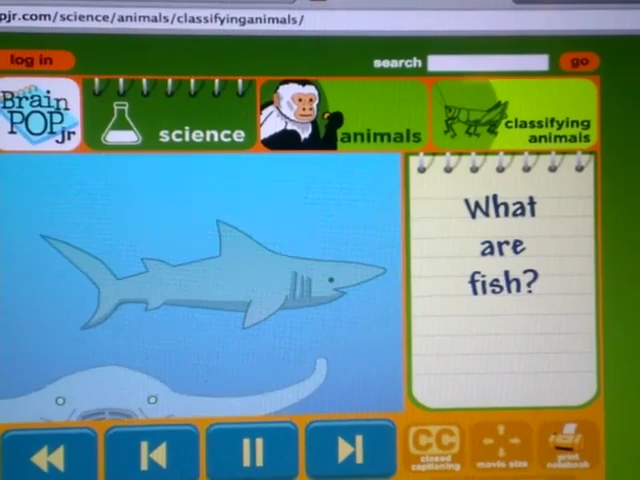 pjr.com/science/animals/classifyinganimals/
log in
search
go
Brain
POP
jr
science
animals
classifying
animals
What
are
fish?
CC
closed
captioning
movie size
print
notebook